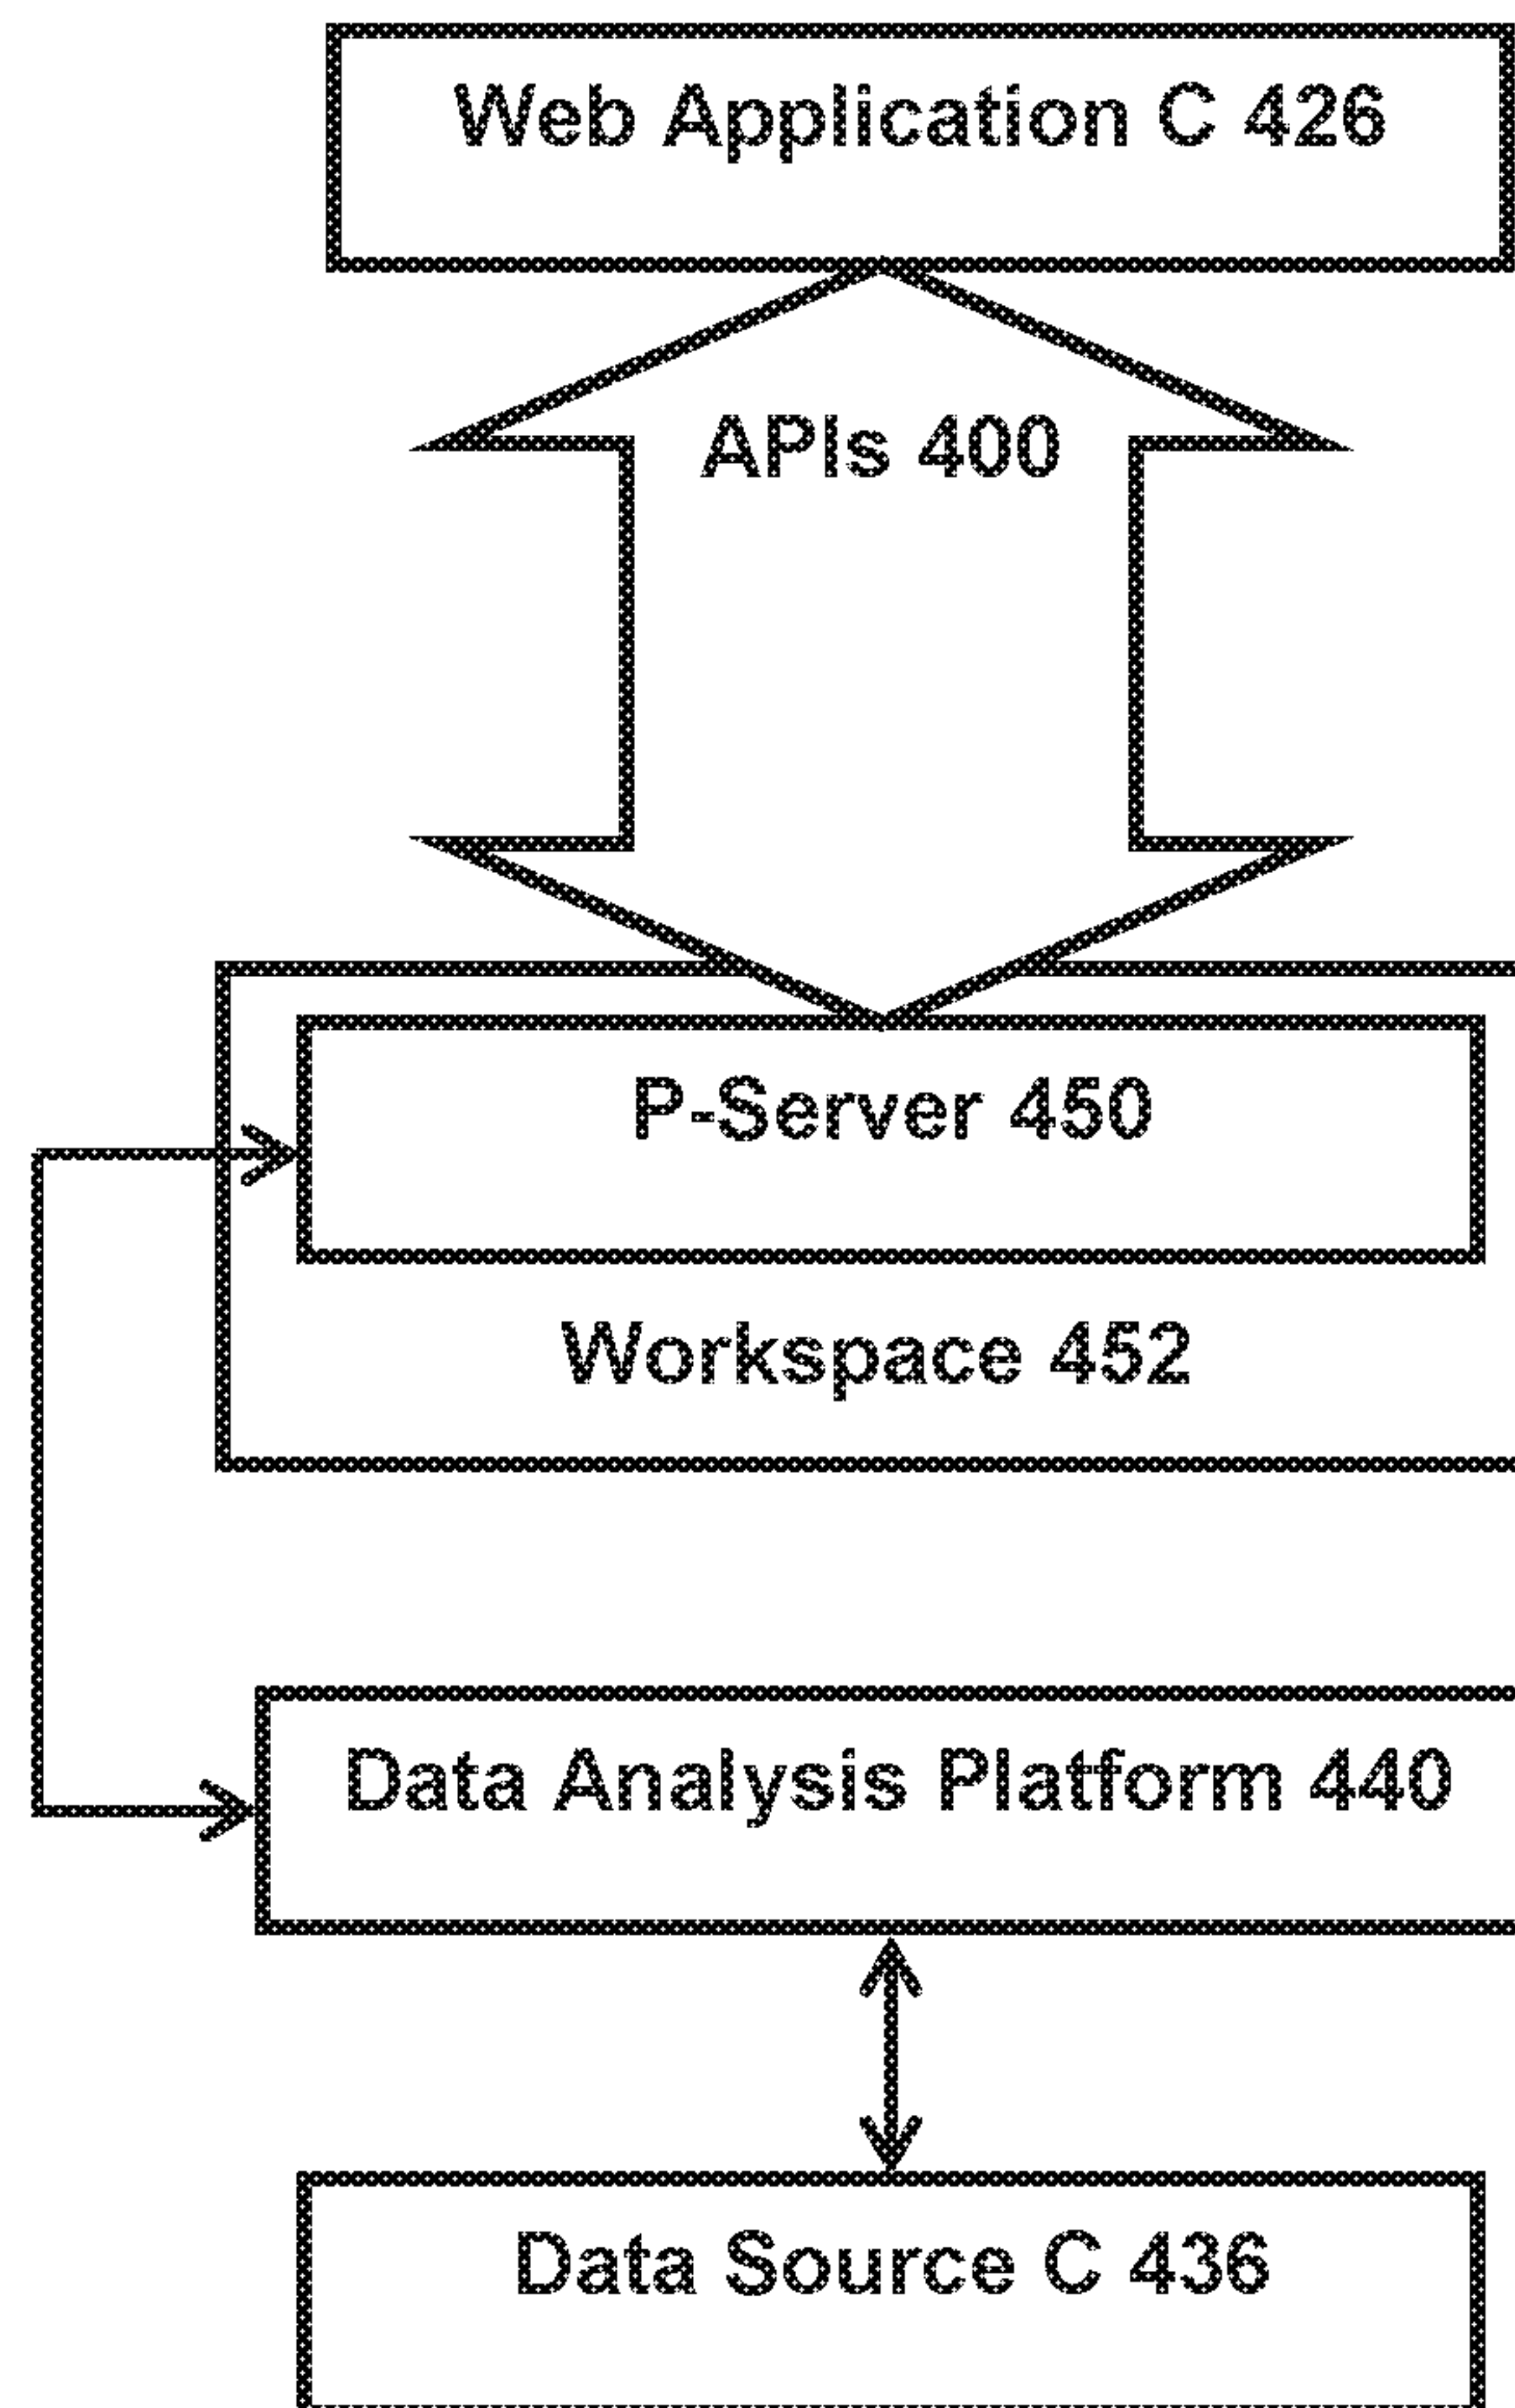 Web Application C 426
APIs 400
P-Server 450
Workspace 452
Data Analysis Platform 440
Data Source C 436